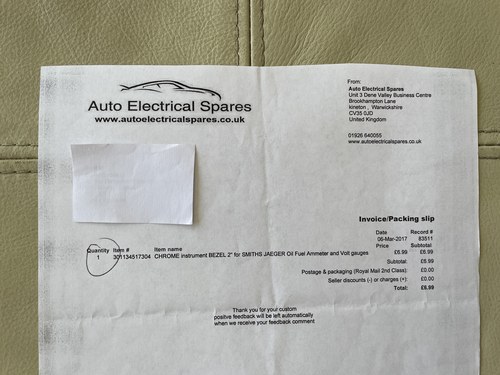 Auto Electrical Spares
www.autoelectricalspares.co.uk
From:
Auto Electrical Spares
Unit 3 Dene Valley Business Centre
Brookhampton Lane
kineton , Warwickshire
CV35 0JD
United Kingdom
01926 640055
www.autoelectricalspares.co.uk
Invoice/Packing slip
Date Record #
06-Mar-2017 83511
Quantity Item # Item name Price Subtotal
1 301134517304 CHROME instrument BEZEL 2" for SMITHS JAEGER Oil Fuel Ammeter and Volt gauges £6.99 £6.99
Subtotal: £6.99
Postage & packaging (Royal Mail 2nd Class): £0.00
Seller discounts (-) or charges (+): £0.00
Total: £6.99
Thank you for your custom
positve feedback will be left automatically
when we receive your feedback comment